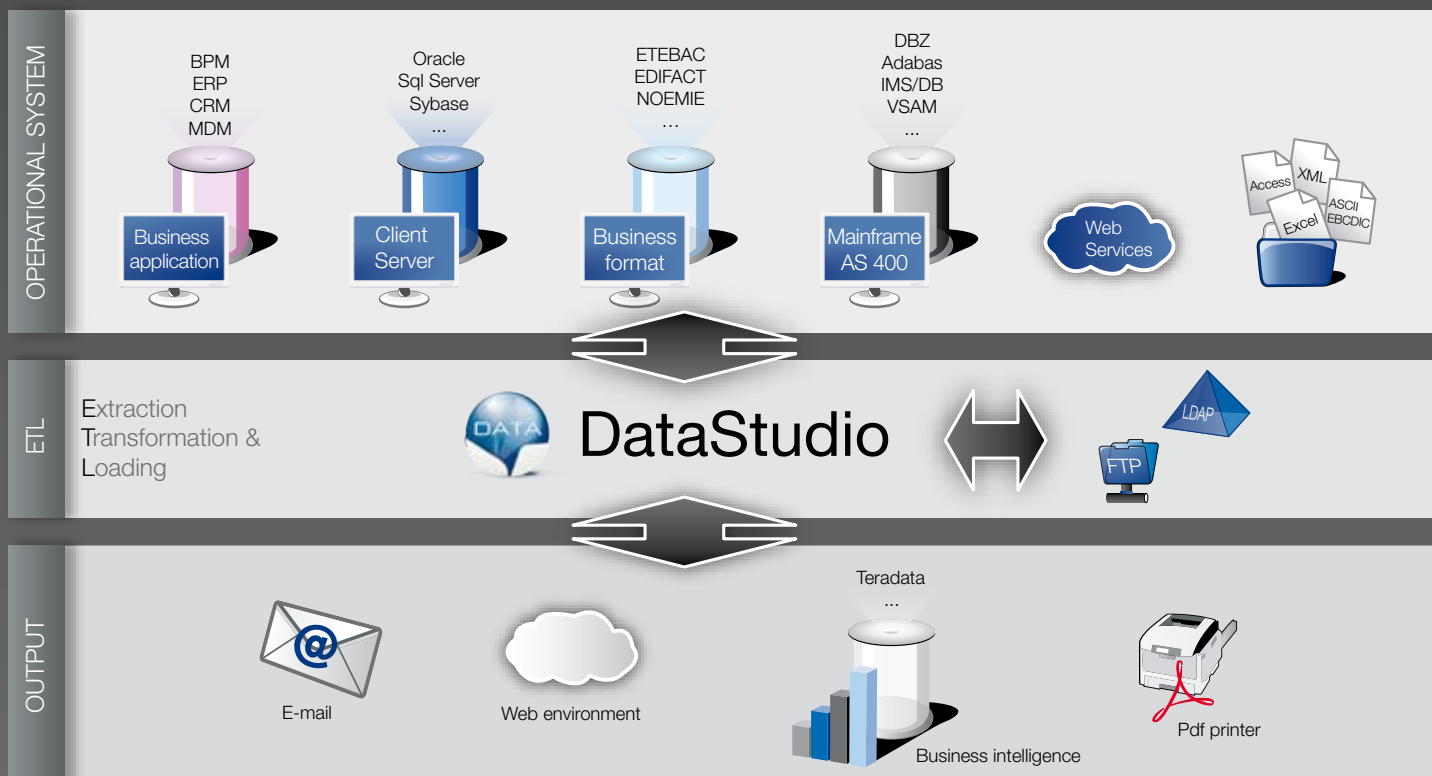 OPERATIONAL SYSTEM
BPM
ERP
CRM
MDM
Business
application
Oracle
Sql Server
Sybase
...
Client
Server
ETEBAC
EDIFACT
NOEMIE
...
Business
format
DBZ
Adabas
IMS/DB
VSAM
...
Mainframe
AS 400
Web
Services
Access
XML
Excel
ASCII
EBCDIC
ETL
Extraction
Transformation &
Loading
DATA
DataStudio
LDAP
FTP
OUTPUT
@
E-mail
Web environment
Teradata
...
Business intelligence
Pdf printer